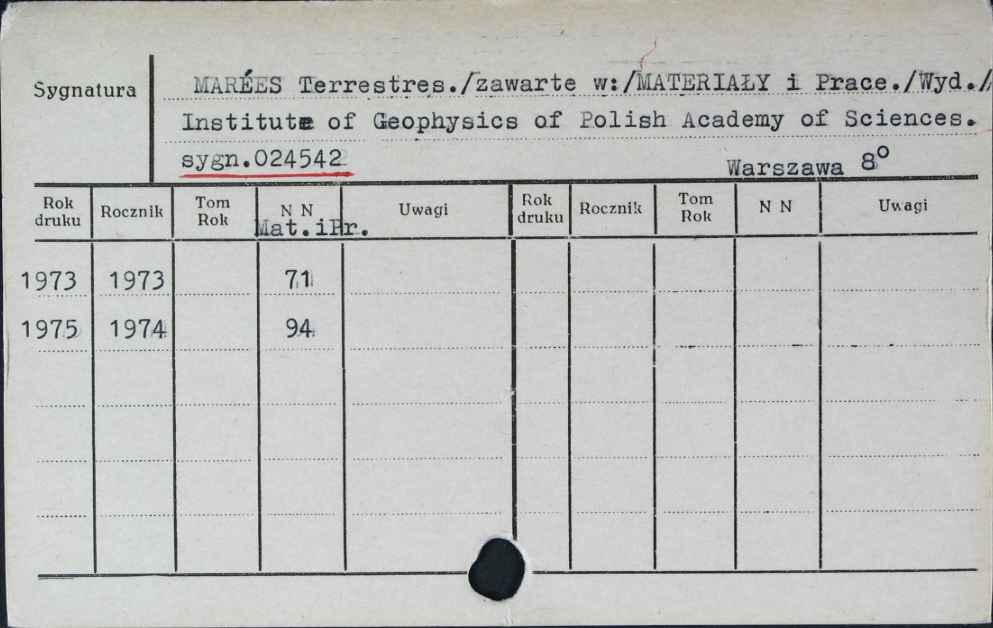 Sygnatura
MARÉES Terrestres./zawarte w:/MATERIAŁY i Prace./Wyd./
Institute of Geophysics of Polish Academy of Sciences.
sygn.024542
Warszawa 8°
Rok druku Rocznik Tom Rok N N Uwagi Rok druku Rocznik Tom Rok N N Uwagi
Mat.iPr.
1973 1973 71
1975 1974 94